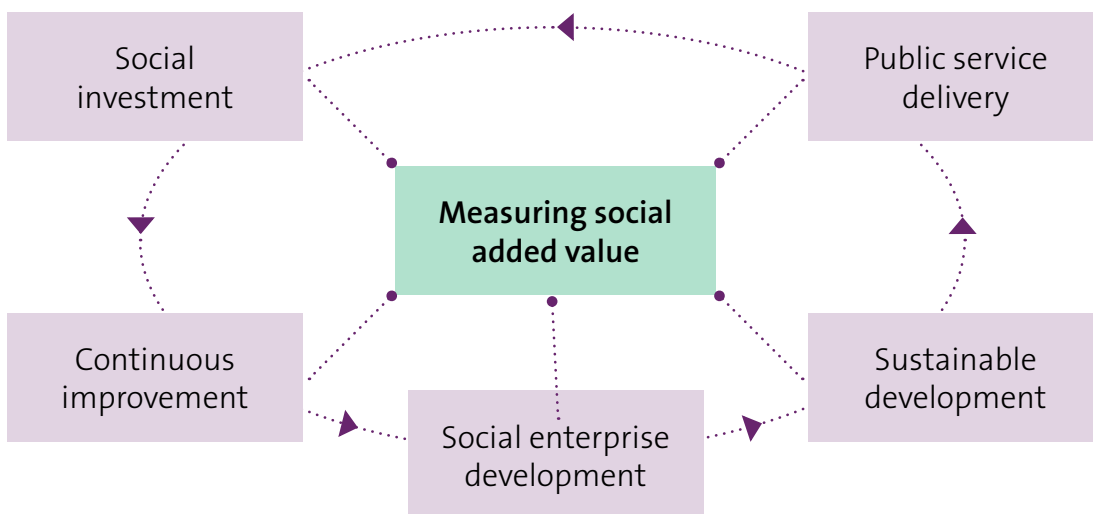 Social
investment
Public service
delivery
Measuring social
added value
Continuous
improvement
Sustainable
development
Social enterprise
development